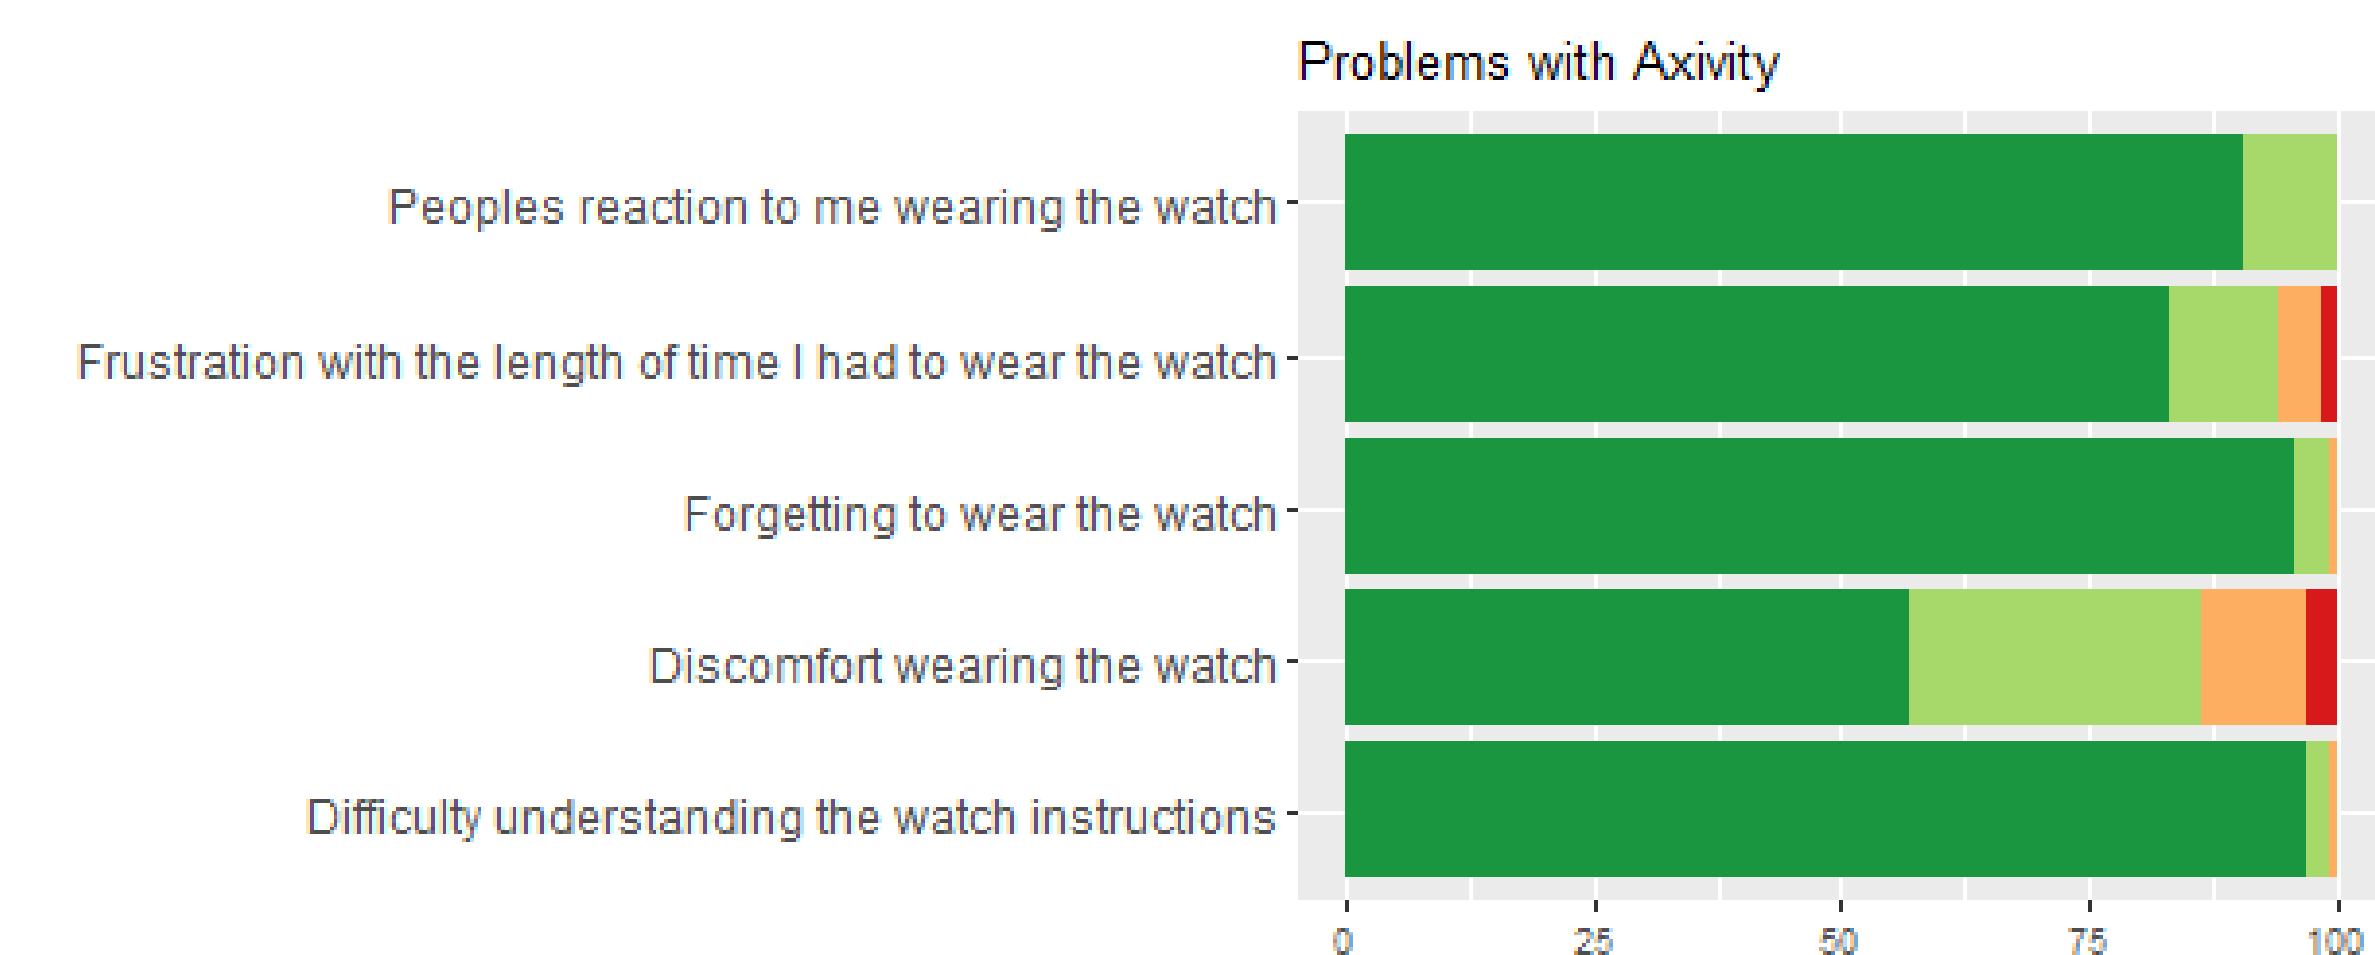 Problems with Axivity
Peoples reaction to me wearing the watch
Frustration with the length of time I had to wear the watch
Forgetting to wear the watch
Discomfort wearing the watch
Difficulty understanding the watch instructions
0 25 50 75 100